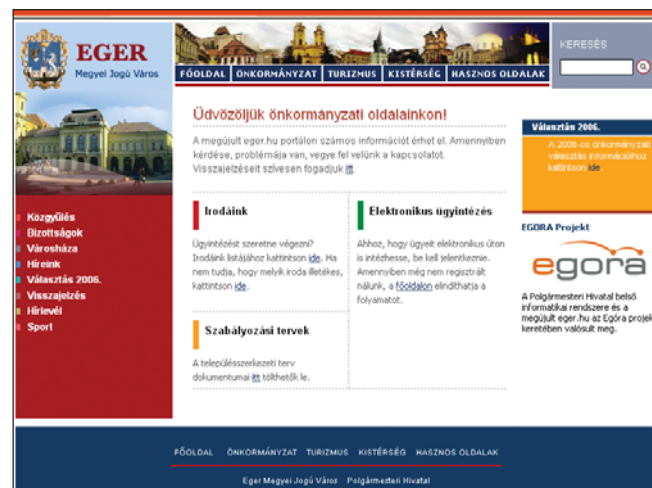 EGER
Megyei Jogú Város
KERESÉS
FŐOLDAL ÖNKORMÁNYZAT TURIZMUS KISTÉRSÉG HASZNOS OLDALAK
Közgyűlés
Bizottságok
Városháza
Híreink
Választás 2006.
Visszajelzés
Hírlevél
Sport
Üdvözöljük önkormányzati oldalainkon!
A megújult eger.hu portálon számos információt érhet el. Amennyiben
kérdése, problémája van, vegye fel velünk a kapcsolatot.
Visszajelzéseit szívesen fogadjuk itt.
Irodáink
Ügyintézést szeretne végezni?
Irodáink listájához kattintson ide. Ha
nem tudja, hogy melyik iroda illetékes,
kattintson ide.
Elektronikus ügyintézés
Ahhoz, hogy ügyeit elektronikus úton
is intézhesse, be kell jelentkeznie.
Amennyiben még nem regisztrált
nálunk, a főoldalon elindíthatja a
folyamatot.
Szabályozási tervek
A településszerkezeti terv
dokumentumai itt tölthetők le.
Választás 2006.
A 2006-os önkormányzati
választás információihoz
kattintson ide.
EGORA Projekt
egora
A Polgármesteri Hivatal belső
informatikai rendszere és a
megújult eger.hu az Egóra projekt
keretében valósult meg.
FŐOLDAL ÖNKORMÁNYZAT TURIZMUS KISTÉRSÉG HASZNOS OLDALAK
Eger Megyei Jogú Város Polgármesteri Hivatal